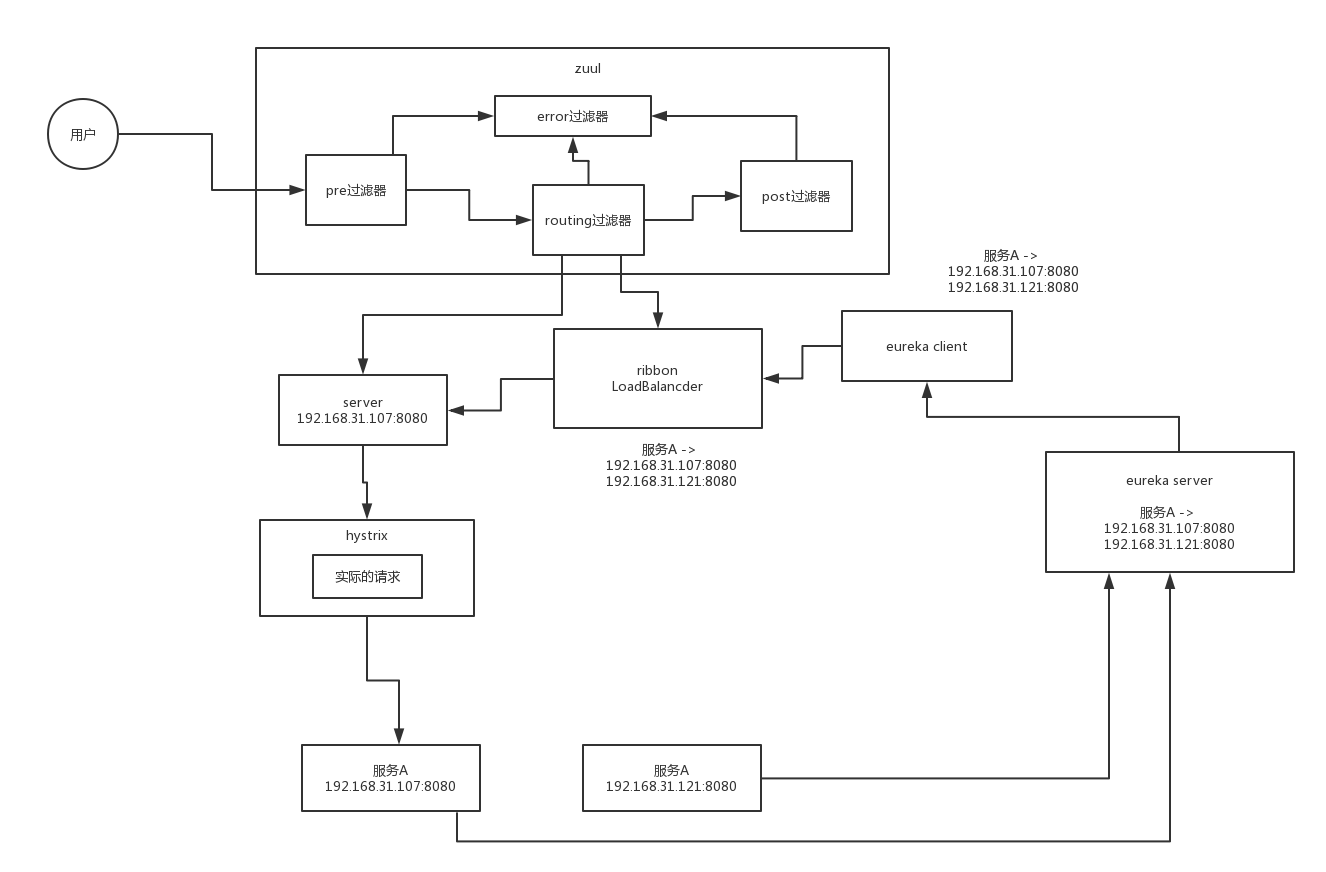 zuul
error过滤器
用户
pre过滤器
post过滤器
routing过滤器
服务A ->
192.168.31.107:8080
192.168.31.121:8080
eureka client
ribbon
LoadBalancder
server
192.168.31.107:8080
服务A ->
192.168.31.107:8080
192.168.31.121:8080
eureka server
服务A ->
192.168.31.107:8080
192.168.31.121:8080
hystrix
实际的请求
服务A
192.168.31.107:8080
服务A
192.168.31.121:8080